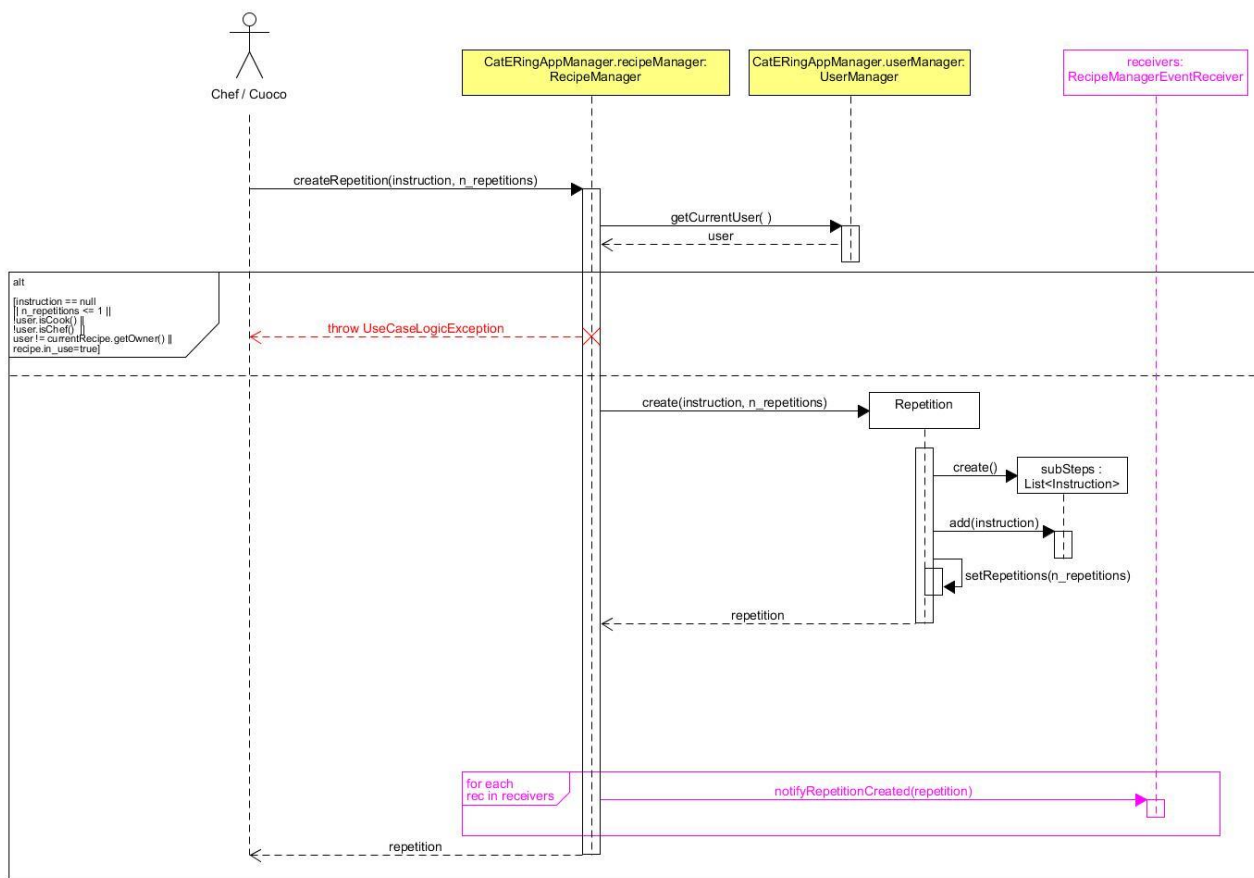 CatERingAppManager.recipeManager:
RecipeManager
CatERingAppManager.userManager:
UserManager
receivers:
RecipeManagerEventReceiver
Chef / Cuoco
createRepetition(instruction, n_repetitions)
getCurrentUser( )
user
alt
[instruction == null
|| n_repetitions <= 1 ||
!user.isCook() ||
!user.isChef() ||
user != currentRecipe.getOwner() ||
recipe.in_use=true]
throw UseCaseLogicException
create(instruction, n_repetitions)
Repetition
create()
subSteps :
List<Instruction>
add(instruction)
setRepetitions(n_repetitions)
repetition
for each
rec in receivers
notifyRepetitionCreated(repetition)
repetition